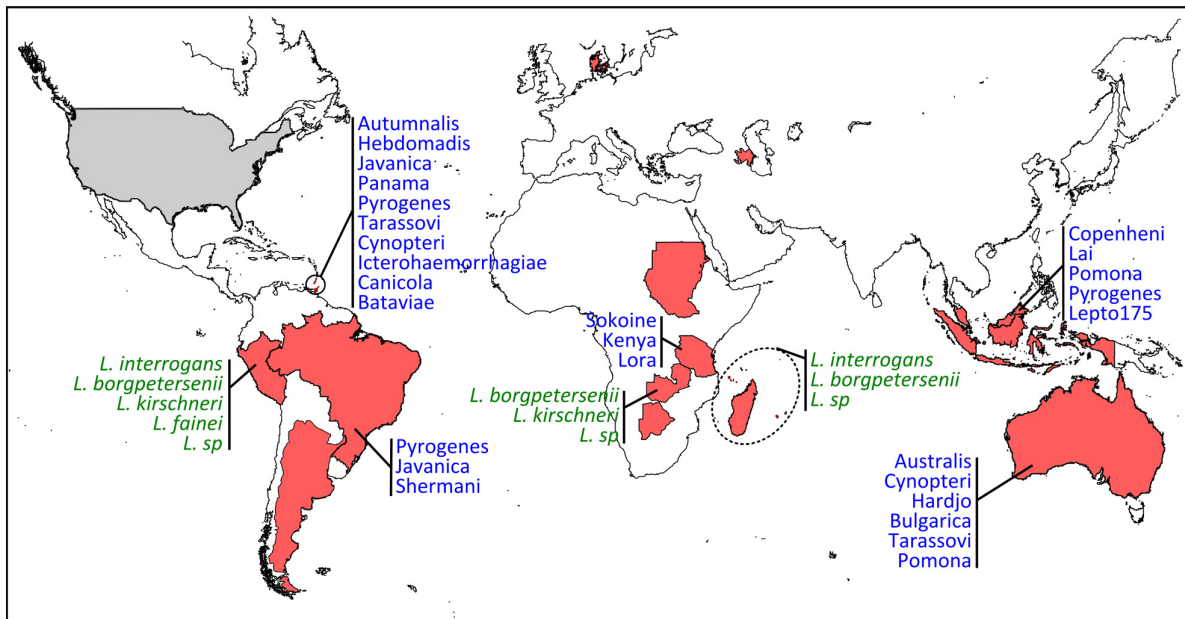 Autumnalis
Hebdomadis
Javanica
Panama
Pyrogenes
Tarassovi
Cynopteri
Icterohaemorrhagiae
Canicola
Bataviae
Copenheni
Lai
Pomona
Pyrogenes
Lepto175
Sokoine
Kenya
Lora
L. interrogans
L. borgpetersenii
L. kirschneri
L. fainei
L. sp
L. borgpetersenii
L. kirschneri
L. sp
L. interrogans
L. borgpetersenii
L. sp
Pyrogenes
Javanica
Shermani
Australis
Cynopteri
Hardjo
Bulgarica
Tarassovi
Pomona